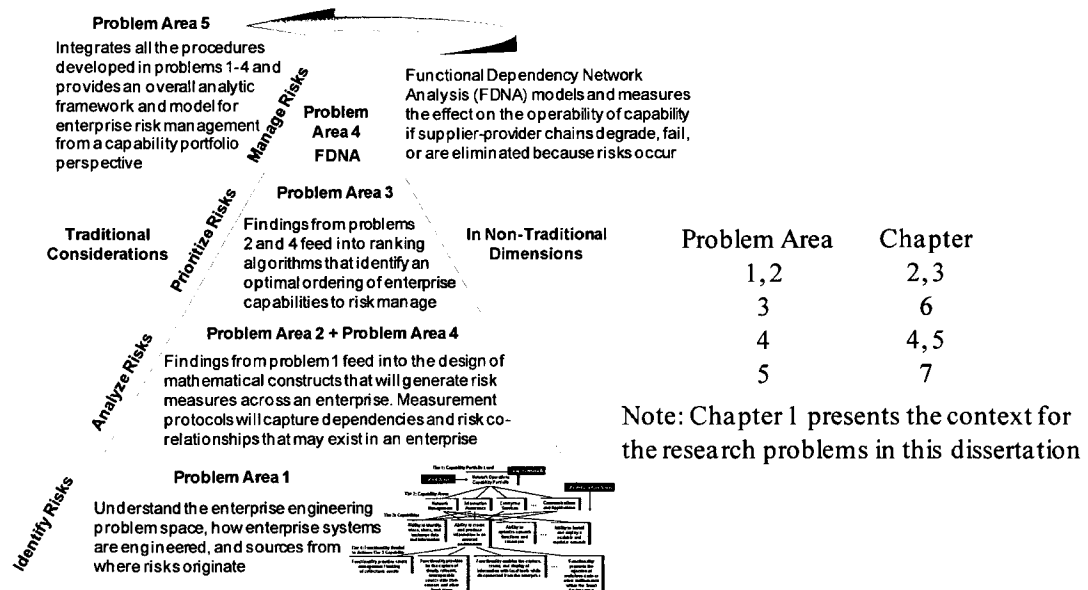 Problem Area 5
Integrates all the procedures
developed in problems 1-4 and
provides an overall analytic
framework and model for
enterprise risk management
from a capability portfolio
perspective
Manage Risks
Problem
Area 4
FDNA
Functional Dependency Network
Analysis (FDNA) models and measures
the effect on the operability of capability
if supplier-provider chains degrade, fail,
or are eliminated because risks occur
Traditional
Considerations
Prioritize Risks
Problem Area 3
Findings from problems
2 and 4 feed into ranking
algorithms that identify an
optimal ordering of enterprise
capabilities to risk manage
In Non-Traditional
Dimensions
Analyze Risks
Problem Area 2 + Problem Area 4
Findings from problem 1 feed into the design of
mathematical constructs that will generate risk
measures across an enterprise. Measurement
protocols will capture dependencies and risk co-
relationships that may exist in an enterprise
Identify Risks
Problem Area 1
Understand the enterprise engineering
problem space, how enterprise systems
are engineered, and sources from
where risks originate
Problem Area Chapter
1,2 2,3
3 6
4 4,5
5 7
Note: Chapter 1 presents the context for
the research problems in this dissertation